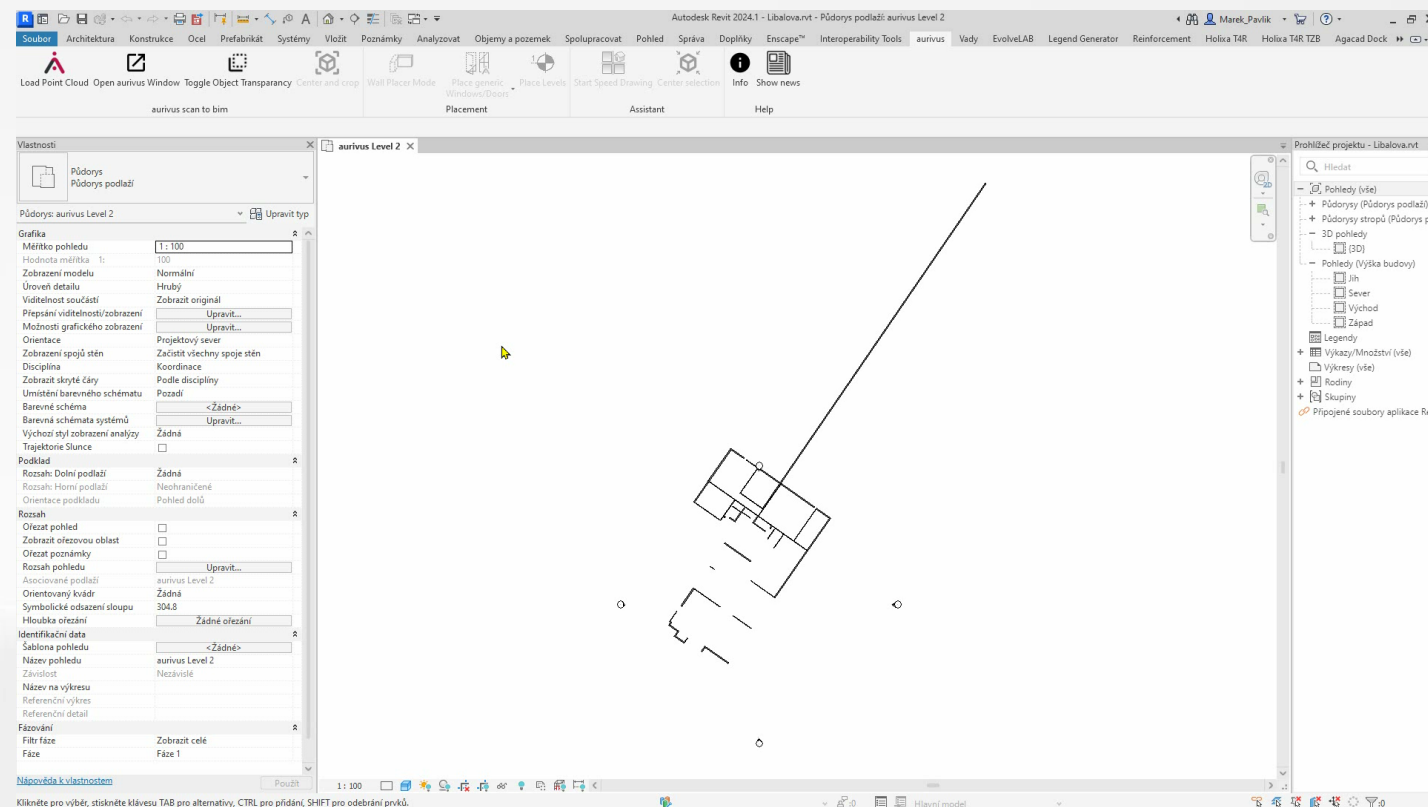 Autodesk Revit 2024.1 - Libalova.rvt - Půdorys podlaží: aurivus Level 2
Marek_Pavlik
Soubor Architektura Konstrukce Ocel Prefabrikát Systémy Vložit Poznámky Analyzovat Objemy a pozemek Spolupracovat Pohled Správa Doplňky Enscape™ Interoperability Tools aurivus Vady EvolveLAB Legend Generator Reinforcement Holixa T4R Holixa T4R TZB Agacad Dock
Load Point Cloud Open aurivus Window Toggle Object Transparency Center and crop Wall Placer Mode Place generic Windows/Doors Place Levels Start Speed Drawing Center selection Info Show news
aurivus scan to bim Placement Assistant Help
Vlastnosti
Půdorys
Půdorys podlaží
Půdorys: aurivus Level 2 Upravit typ
Grafika
Měřítko pohledu 1 : 100
Hodnota měřítka 1: 100
Zobrazení modelu Normální
Úroveň detailu Hrubý
Viditelnost součástí Zobrazit originál
Přepsání viditelnosti/zobrazení Upravit...
Možnosti grafického zobrazení Upravit...
Orientace Projektový sever
Zobrazení spojů stěn Začistit všechny spoje stěn
Disciplína Koordinace
Zobrazit skryté čáry Podle disciplíny
Umístění barevného schématu Pozadí
Barevné schéma <Žádné>
Barevná schémata systémů Upravit...
Výchozí styl zobrazení analýzy Žádná
Trajektorie Slunce
Podklad
Rozsah: Dolní podlaží Žádná
Rozsah: Horní podlaží Neohraničené
Orientace podkladu Pohled dolů
Rozsah
Ořezat pohled
Zobrazit ořezovou oblast
Ořezat poznámky
Rozsah pohledu Upravit...
Asociované podlaží aurivus Level 2
Orientovaný kvádr Žádná
Symbolické odsazení sloupu 304.8
Hloubka ořezání Žádné ořezání
Identifikační data
Šablona pohledu <Žádné>
Název pohledu aurivus Level 2
Závislost Nezávislé
Název na výkresu
Referenční výkres
Referenční detail
Fázování
Filtr fáze Zobrazit celé
Fáze Fáze 1
Nápověda k vlastnostem Použít
aurivus Level 2
2D
1 : 100
Prohlížeč projektu - Libalova.rvt
Hledat
Pohledy (vše)
Půdorysy (Půdorys podlaží)
Půdorysy stropů (Půdorys
3D pohledy
{3D}
Pohledy (Výška budovy)
Jih
Sever
Východ
Západ
Legendy
Výkazy/Množství (vše)
Výkresy (vše)
Rodiny
Skupiny
Připojené soubory aplikace
Klikněte pro výběr, stiskněte klávesu TAB pro alternativy, CTRL pro přidání, SHIFT pro odebrání prvků.
:0 Hlavní model :0